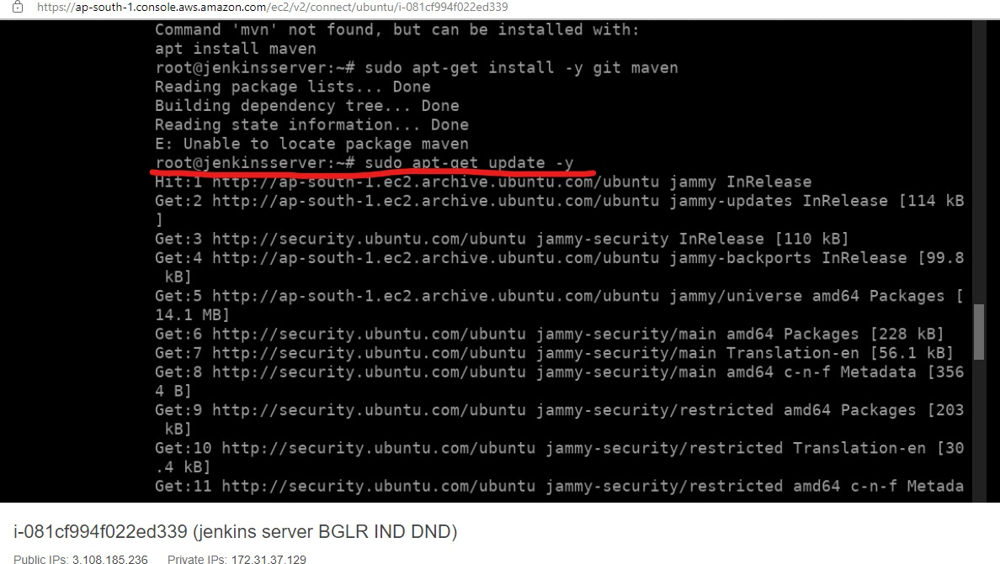 https://ap-south-1.console.aws.amazon.com/ec2/v2/connect/ubuntu/i-081cf994f022ed339
Command 'mvn' not found, but can be installed with:
apt install maven
root@jenkinsserver:~# sudo apt-get install -y git maven
Reading package lists... Done
Building dependency tree... Done
Reading state information... Done
E: Unable to locate package maven
root@jenkinsserver:~# sudo apt-get update -y
Hit:1 http://ap-south-1.ec2.archive.ubuntu.com/ubuntu jammy InRelease
Get:2 http://ap-south-1.ec2.archive.ubuntu.com/ubuntu jammy-updates InRelease [114 kB
]
Get:3 http://security.ubuntu.com/ubuntu jammy-security InRelease [110 kB]
Get:4 http://ap-south-1.ec2.archive.ubuntu.com/ubuntu jammy-backports InRelease [99.8
 kB]
Get:5 http://ap-south-1.ec2.archive.ubuntu.com/ubuntu jammy/universe amd64 Packages [
14.1 MB]
Get:6 http://security.ubuntu.com/ubuntu jammy-security/main amd64 Packages [228 kB]
Get:7 http://security.ubuntu.com/ubuntu jammy-security/main Translation-en [56.1 kB]
Get:8 http://security.ubuntu.com/ubuntu jammy-security/main amd64 c-n-f Metadata [356
4 B]
Get:9 http://security.ubuntu.com/ubuntu jammy-security/restricted amd64 Packages [203
 kB]
Get:10 http://security.ubuntu.com/ubuntu jammy-security/restricted Translation-en [30
.4 kB]
Get:11 http://security.ubuntu.com/ubuntu jammy-security/restricted amd64 c-n-f Metada
i-081cf994f022ed339 (jenkins server BGLR IND DND)
Public IPs: 3.108.185.236 Private IPs: 172.31.37.129